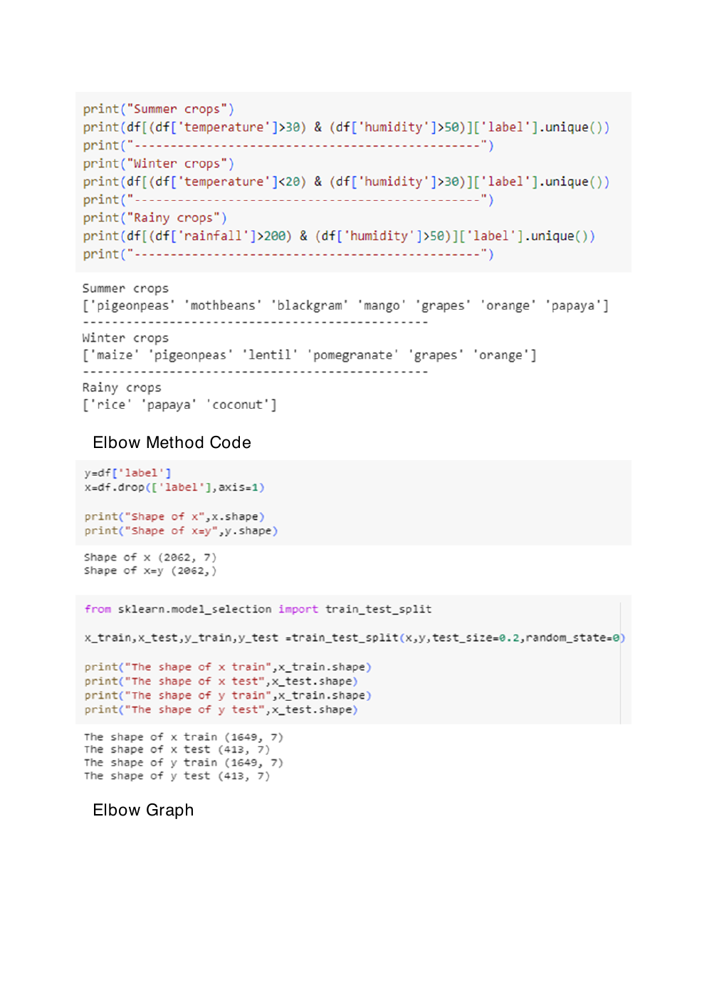 print("Summer crops")
print(df[(df['temperature']>30) & (df['humidity']>50)]['label'].unique())
print("------------------------------------------------")
print("Winter crops")
print(df[(df['temperature']<20) & (df['humidity']>30)]['label'].unique())
print("------------------------------------------------")
print("Rainy crops")
print(df[(df['rainfall']>200) & (df['humidity']>50)]['label'].unique())
print("------------------------------------------------")
Summer crops
['pigeonpeas' 'mothbeans' 'blackgram' 'mango' 'grapes' 'orange' 'papaya']
------------------------------------------------
Winter crops
['maize' 'pigeonpeas' 'lentil' 'pomegranate' 'grapes' 'orange']
------------------------------------------------
Rainy crops
['rice' 'papaya' 'coconut']
Elbow Method Code
y=df['label']
x=df.drop(['label'],axis=1)
print("Shape of x",x.shape)
print("Shape of x=y",y.shape)
Shape of x (2062, 7)
Shape of x=y (2062,)
from sklearn.model_selection import train_test_split
x_train,x_test,y_train,y_test =train_test_split(x,y,test_size=0.2,random_state=0)
print("The shape of x train",x_train.shape)
print("The shape of x test",x_test.shape)
print("The shape of y train",x_train.shape)
print("The shape of y test",x_test.shape)
The shape of x train (1649, 7)
The shape of x test (413, 7)
The shape of y train (1649, 7)
The shape of y test (413, 7)
Elbow Graph